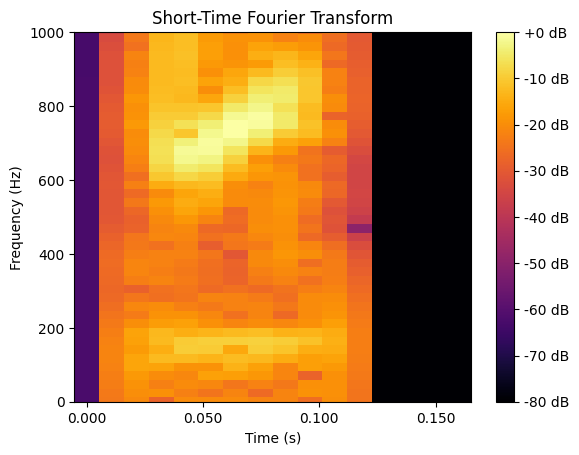 Short-Time Fourier Transform
1000
800
600
400
200
0
Frequency (Hz)
0.000
0.050
0.100
0.150
Time (s)
+0 dB
-10 dB
-20 dB
-30 dB
-40 dB
-50 dB
-60 dB
-70 dB
-80 dB